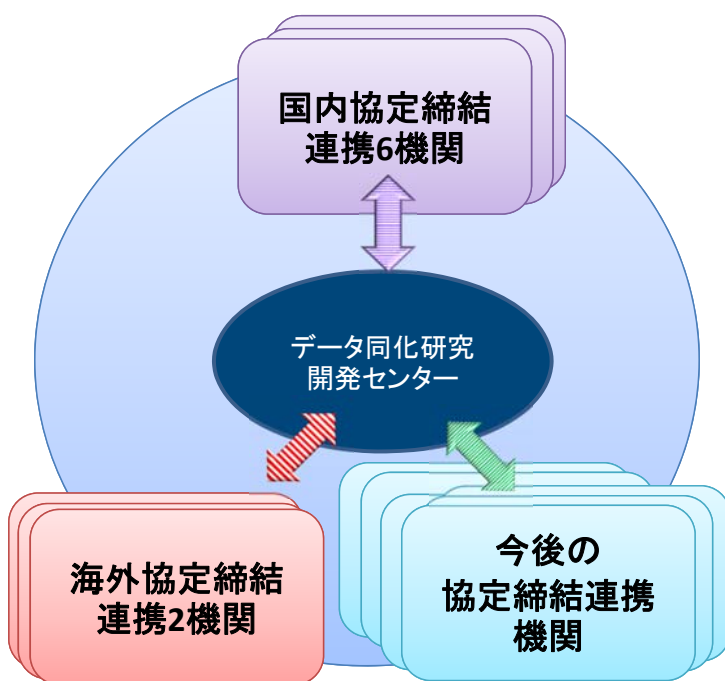 国内協定締結
連携6機関
データ同化研究
開発センター
海外協定締結
連携2機関
今後の
協定締結連携
機関